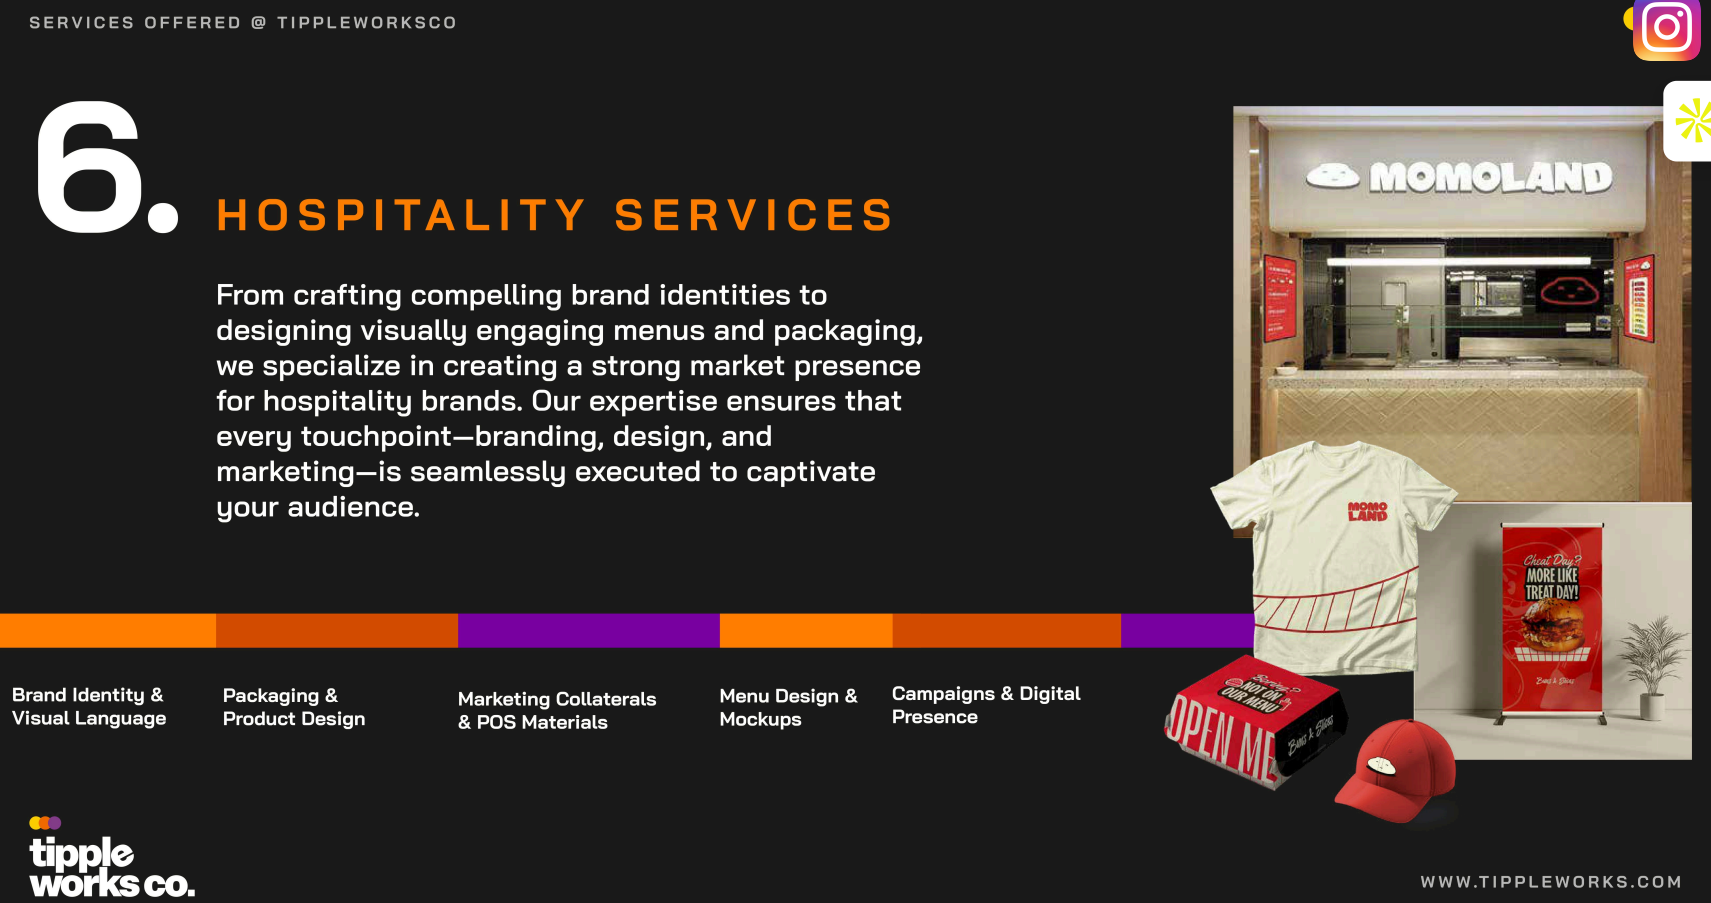 SERVICES OFFERED @ TIPPLEWORKSCO
6.
HOSPITALITY SERVICES
From crafting compelling brand identities to
designing visually engaging menus and packaging,
we specialize in creating a strong market presence
for hospitality brands. Our expertise ensures that
every touchpoint—branding, design, and
marketing—is seamlessly executed to captivate
your audience.
MOMOLAND
MOMO
LAND
Cheat Day?
MORE LIKE
TREAT DAY!
Buns & Slices
Brand Identity &
Visual Language
Packaging &
Product Design
Marketing Collaterals
& POS Materials
Menu Design &
Mockups
Campaigns & Digital
Presence
Boring?
NOT ON
OUR MENU
OPEN ME
Buns & Slices
tipple
works co.
WWW.TIPPLEWORKS.COM